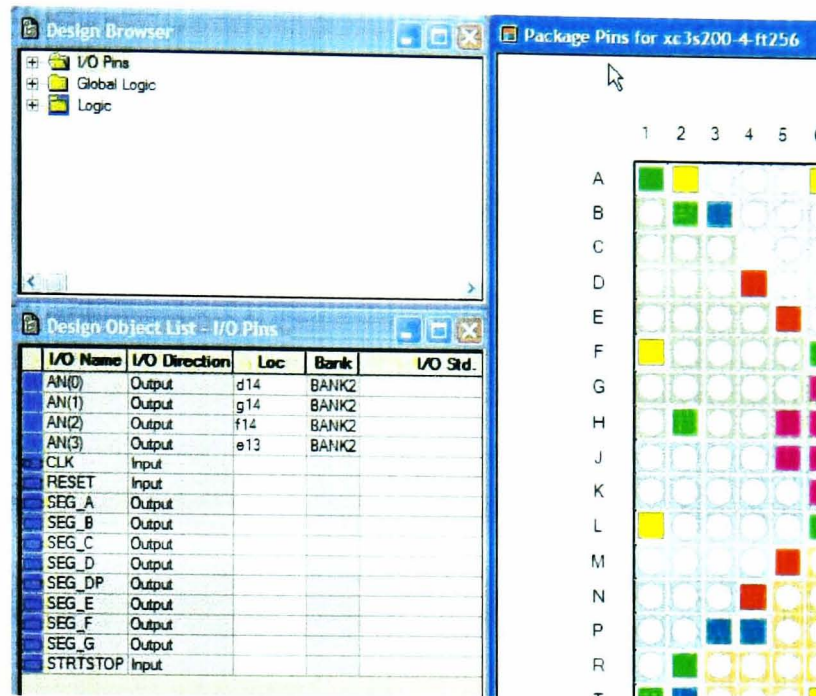 Design Browser
I/O Pins
Global Logic
Logic
Design Object List - I/O Pins
I/O Name I/O Direction Loc Bank I/O Std.
AN(0) Output d14 BANK2
AN(1) Output g14 BANK2
AN(2) Output f14 BANK2
AN(3) Output e13 BANK2
CLK Input
RESET Input
SEG_A Output
SEG_B Output
SEG_C Output
SEG_D Output
SEG_DP Output
SEG_E Output
SEG_F Output
SEG_G Output
STRTSTOP Input
Package Pins for xc3s200-4-ft256
1 2 3 4 5
A
B
C
D
E
F
G
H
J
K
L
M
N
P
R